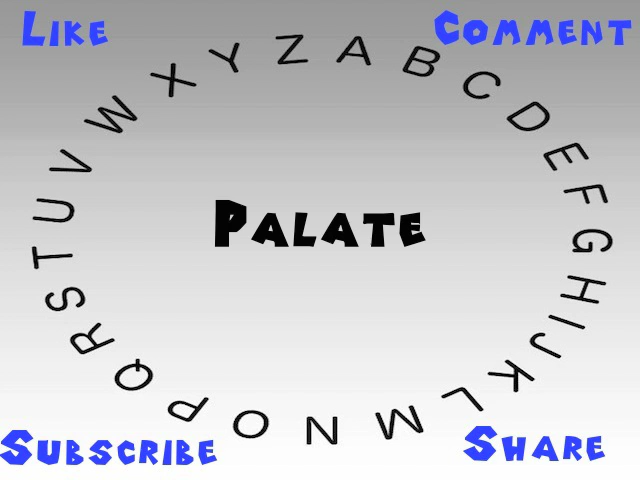 Like
Comment
A B C D E F G H I J K L M N O P Q R S T U V W X Y Z
Palate
Subscribe
Share